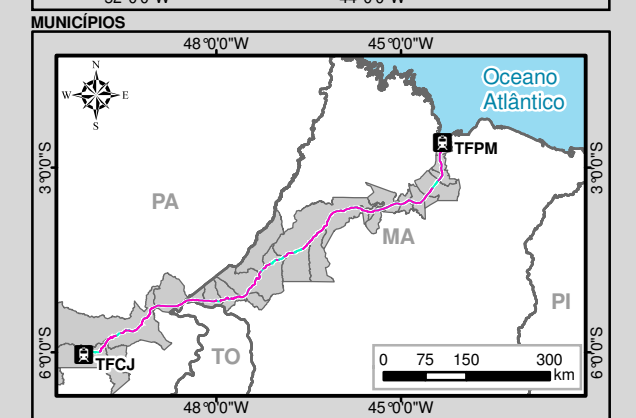 MUNICÍPIOS
48°0'0"W 45°0'0"W
N
W E
S
Oceano
Atlântico
TFPM
3°0'0"S 3°0'0"S
PA
MA
PI
6°0'0"S 6°0'0"S
TFCJ
TO
0 75 150 300
km
48°0'0"W 45°0'0"W